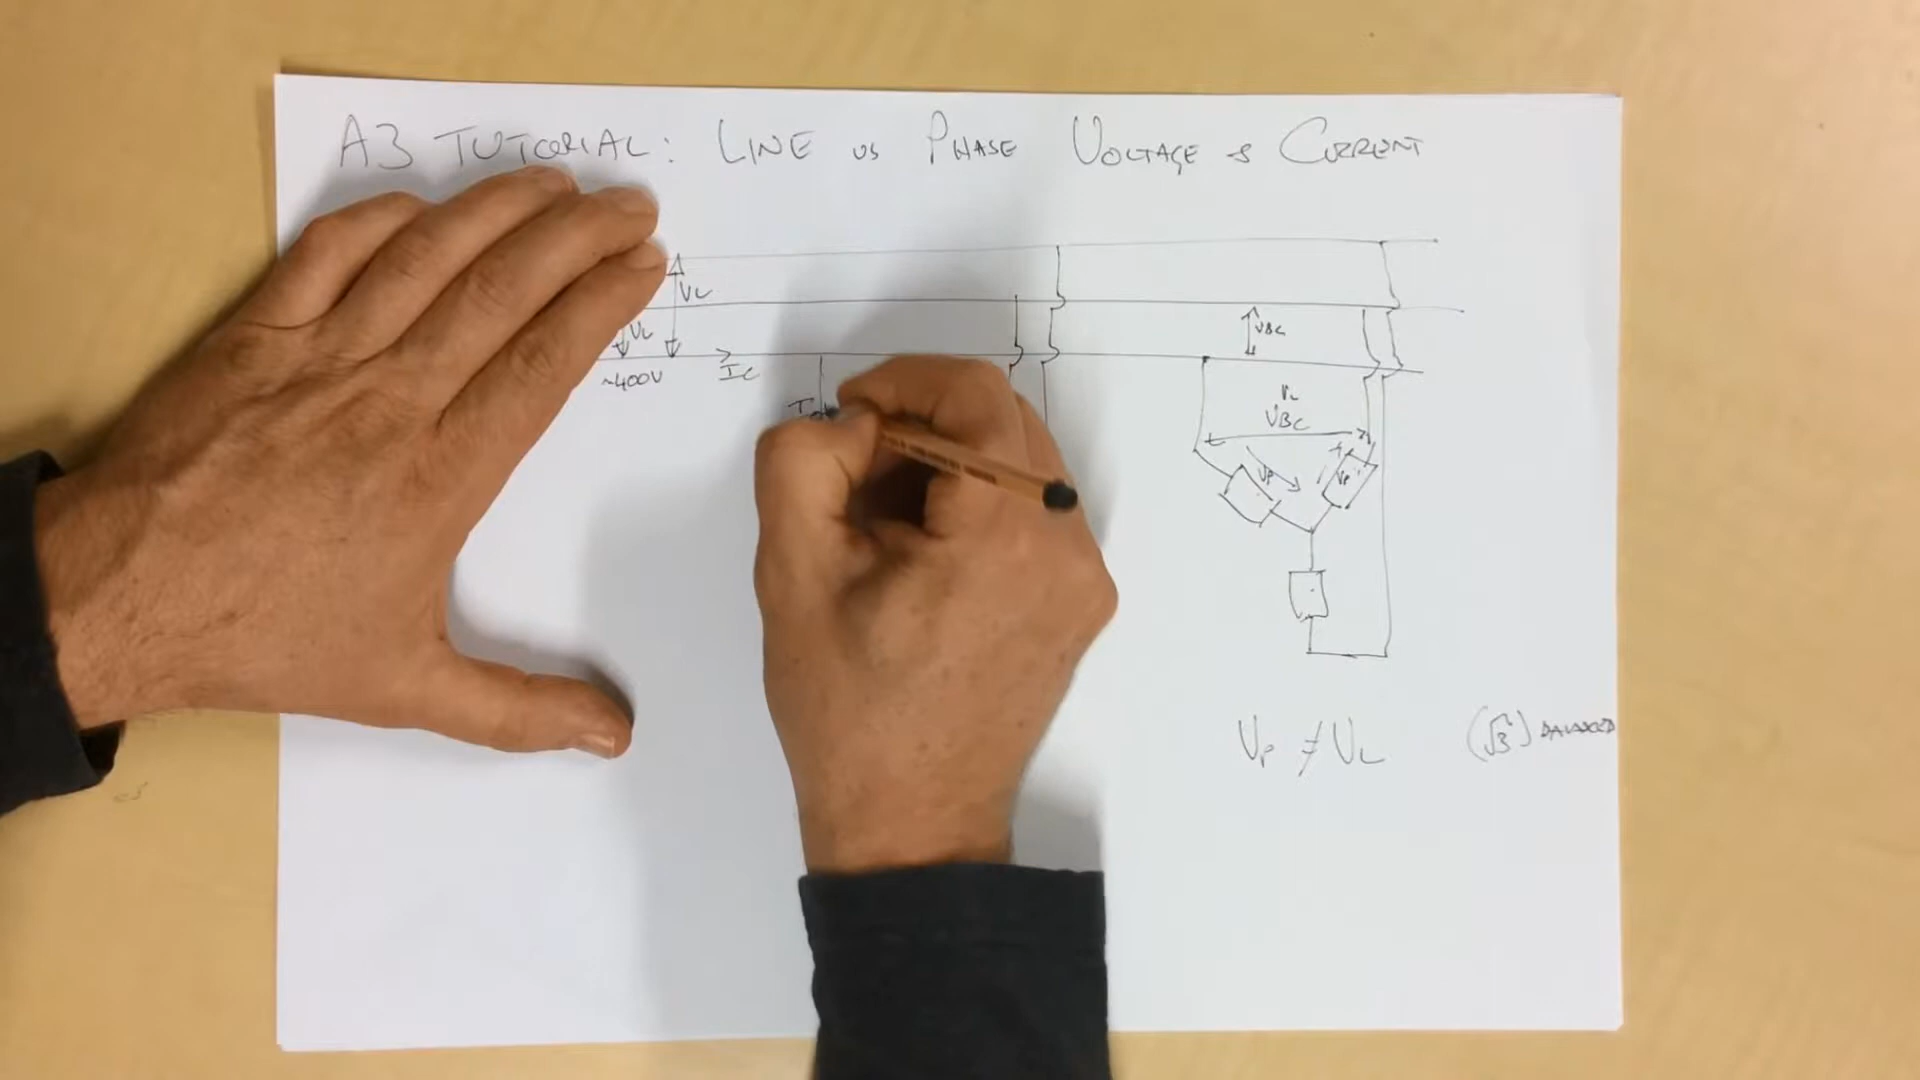 A3 TUTORIAL: LINE vs PHASE VOLTAGE & CURRENT
VL
VL
~400V
IC
VBC
VL
VBC
VP
VP
VP ≠ VL
(√3) BALANCED